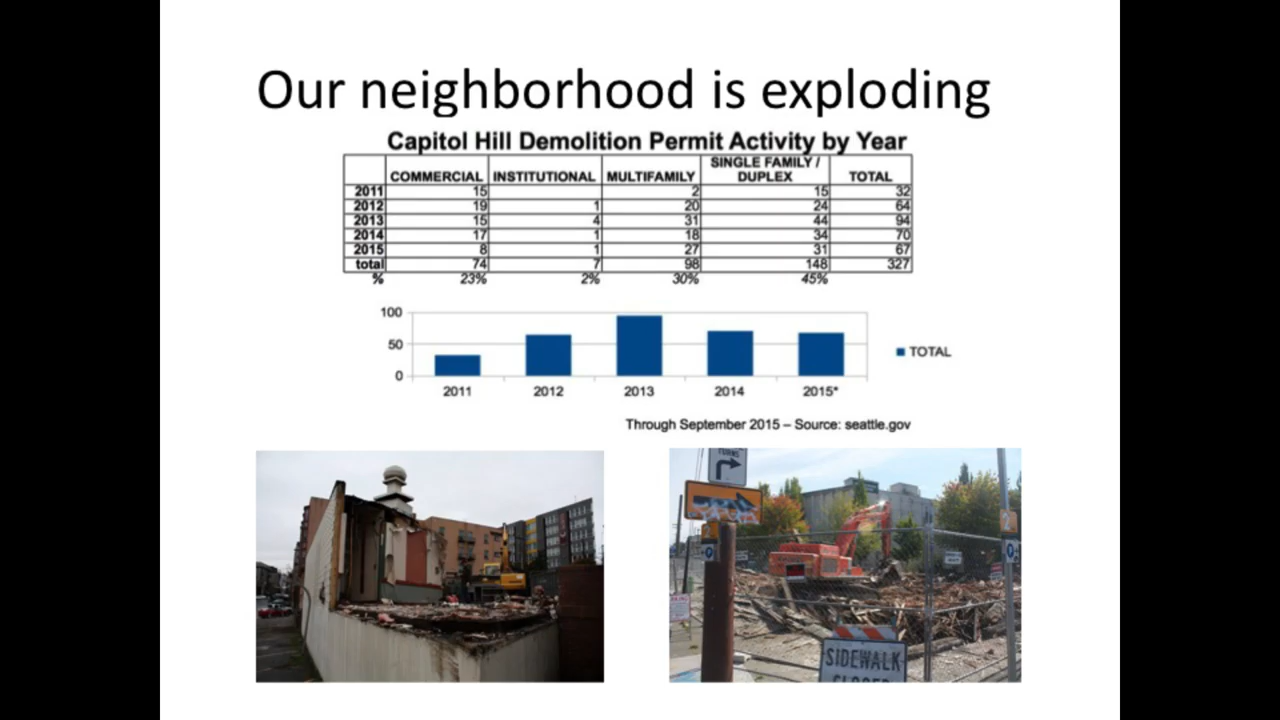 Our neighborhood is exploding
Capitol Hill Demolition Permit Activity by Year
COMMERCIAL INSTITUTIONAL MULTIFAMILY SINGLE FAMILY / DUPLEX TOTAL
2011 15 2 15 32
2012 19 1 20 24 64
2013 15 4 31 44 94
2014 17 1 18 34 70
2015 8 1 27 31 67
total 74 7 98 148 327
% 23% 2% 30% 45%
100
50
0
2011 2012 2013 2014 2015*
TOTAL
Through September 2015 – Source: seattle.gov
TURNS
SIDEWALK
CLOSED